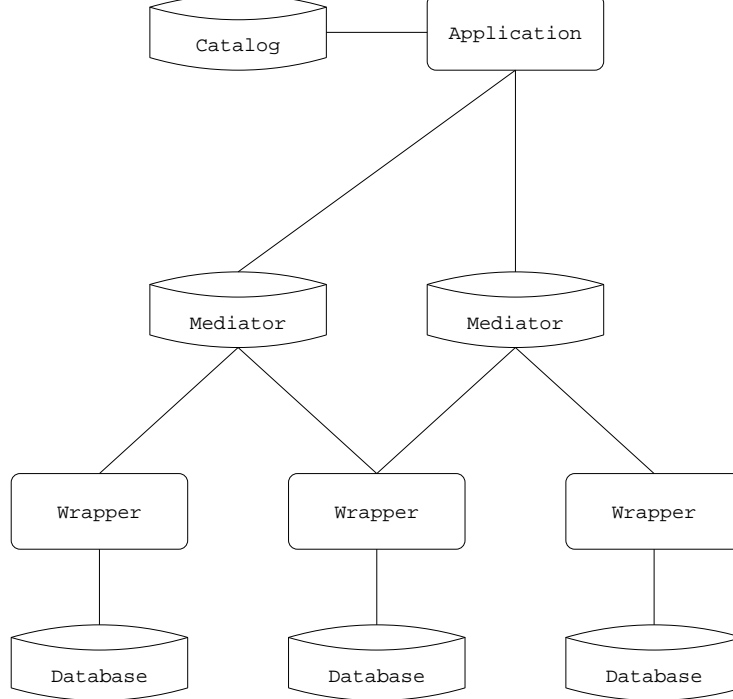 Catalog
Application
Mediator
Mediator
Wrapper
Wrapper
Wrapper
Database
Database
Database